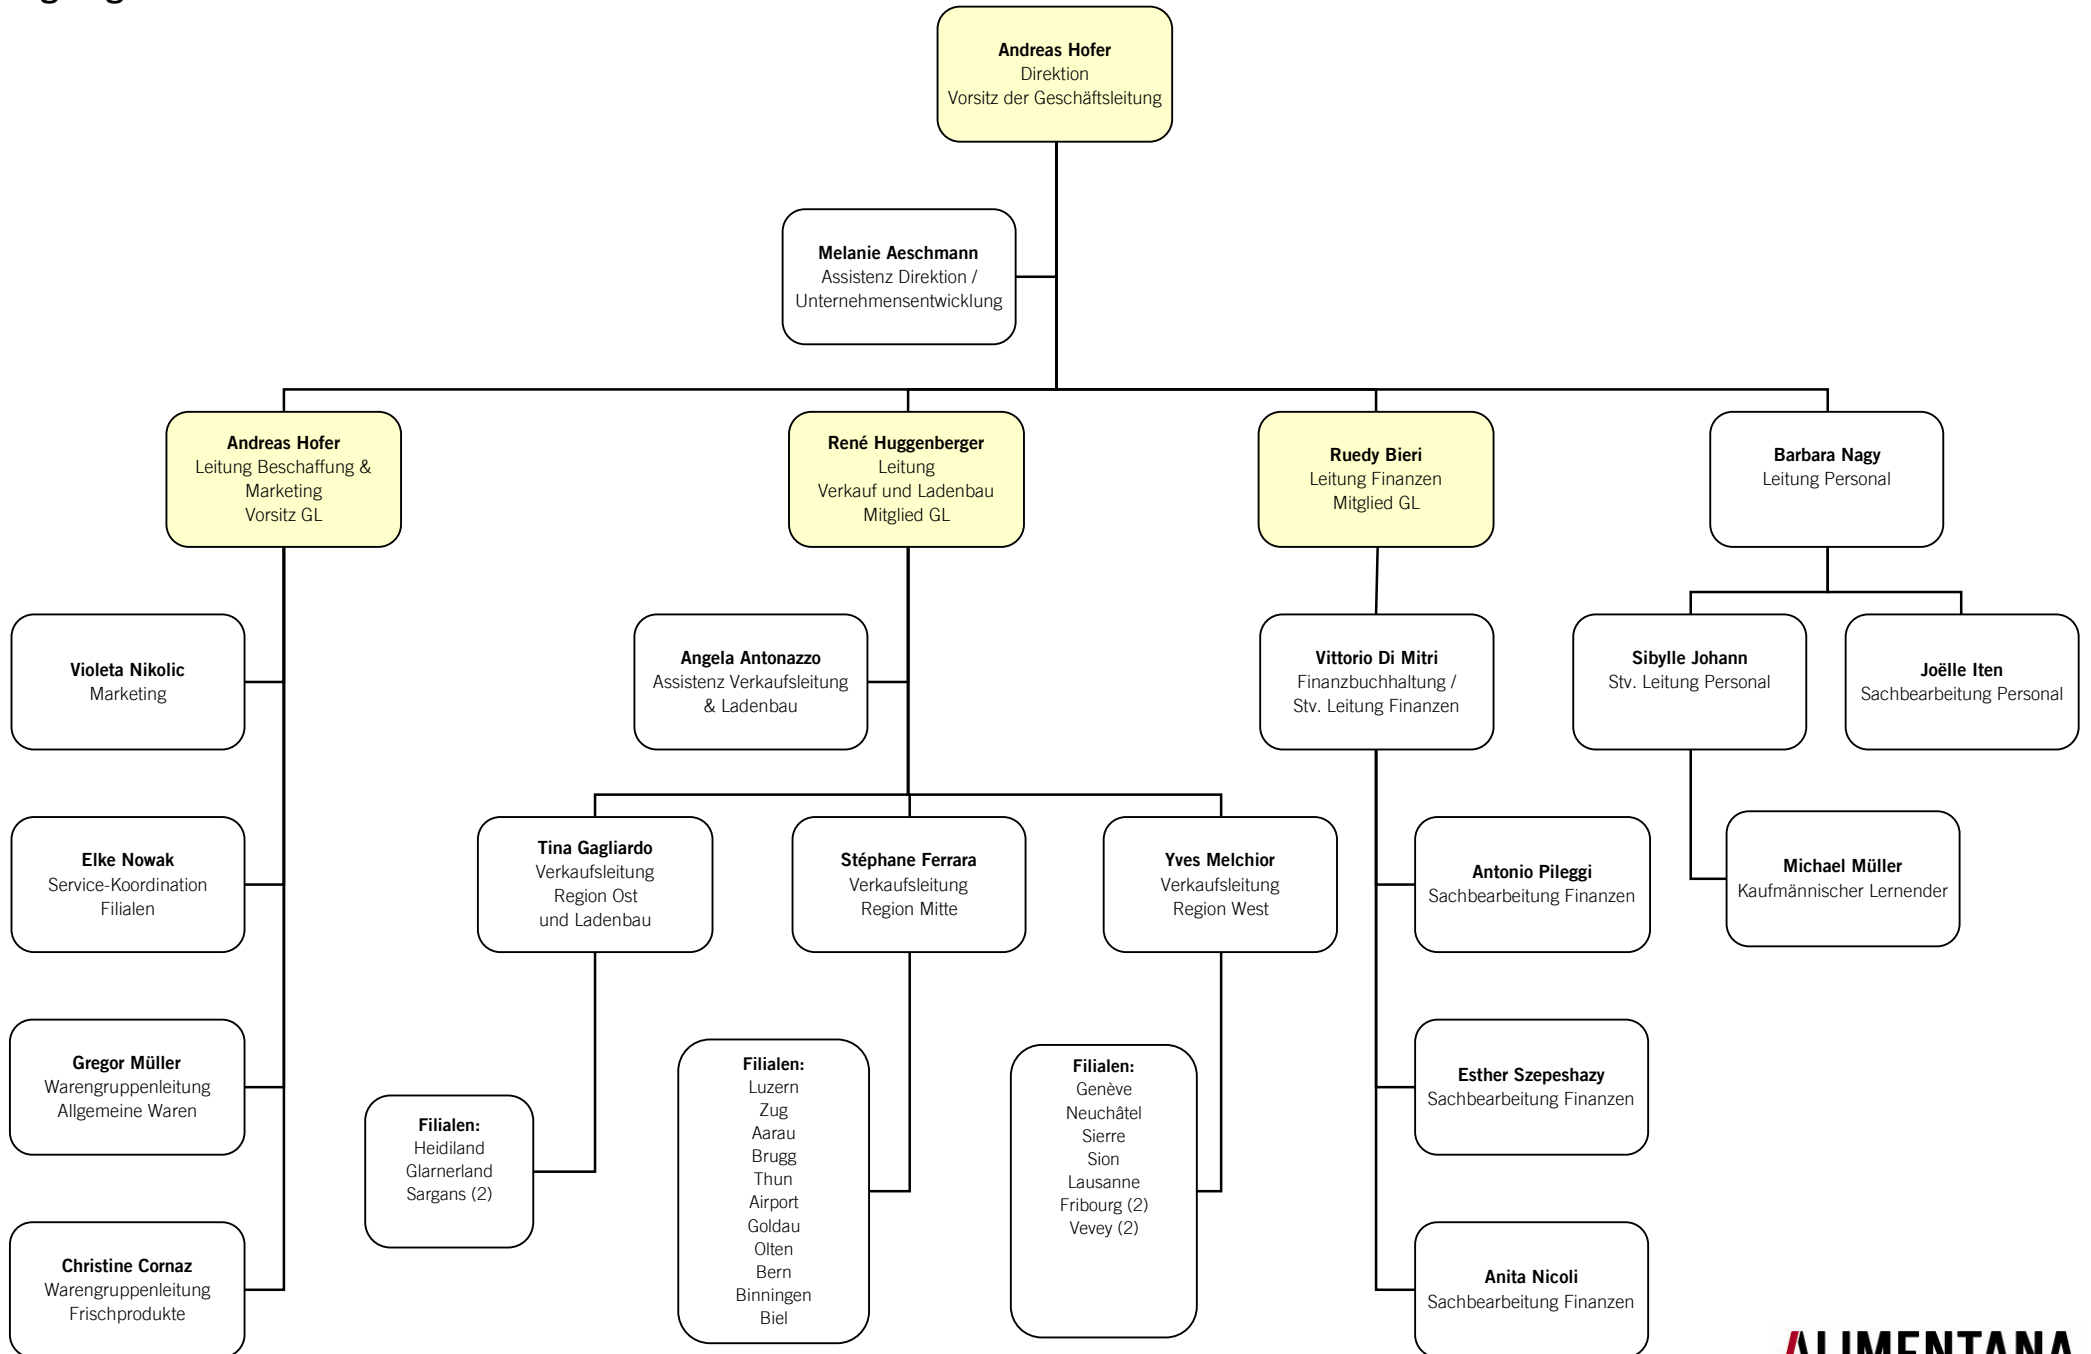 Andreas Hofer
Direktion
Vorsitz der Geschäftsleitung
Melanie Aeschmann
Assistenz Direktion /
Unternehmensentwicklung
Andreas Hofer
Leitung Beschaffung &
Marketing
Vorsitz GL
René Huggenberger
Leitung
Verkauf und Ladenbau
Mitglied GL
Ruedy Bieri
Leitung Finanzen
Mitglied GL
Barbara Nagy
Leitung Personal
Violeta Nikolic
Marketing
Angela Antonazzo
Assistenz Verkaufsleitung
& Ladenbau
Vittorio Di Mitri
Finanzbuchhaltung /
Stv. Leitung Finanzen
Sibylle Johann
Stv. Leitung Personal
Joëlle Iten
Sachbearbeitung Personal
Elke Nowak
Service-Koordination
Filialen
Tina Gagliardo
Verkaufsleitung
Region Ost
und Ladenbau
Stéphane Ferrara
Verkaufsleitung
Region Mitte
Yves Melchior
Verkaufsleitung
Region West
Antonio Pileggi
Sachbearbeitung Finanzen
Michael Müller
Kaufmännischer Lernender
Gregor Müller
Warengruppenleitung
Allgemeine Waren
Filialen:
Heidiland
Glarnerland
Sargans (2)
Filialen:
Luzern
Zug
Aarau
Brugg
Thun
Airport
Goldau
Olten
Bern
Binningen
Biel
Filialen:
Genève
Neuchâtel
Sierre
Sion
Lausanne
Fribourg (2)
Vevey (2)
Esther Szepeshazy
Sachbearbeitung Finanzen
Christine Cornaz
Warengruppenleitung
Frischprodukte
Anita Nicoli
Sachbearbeitung Finanzen
ALIMENTANA